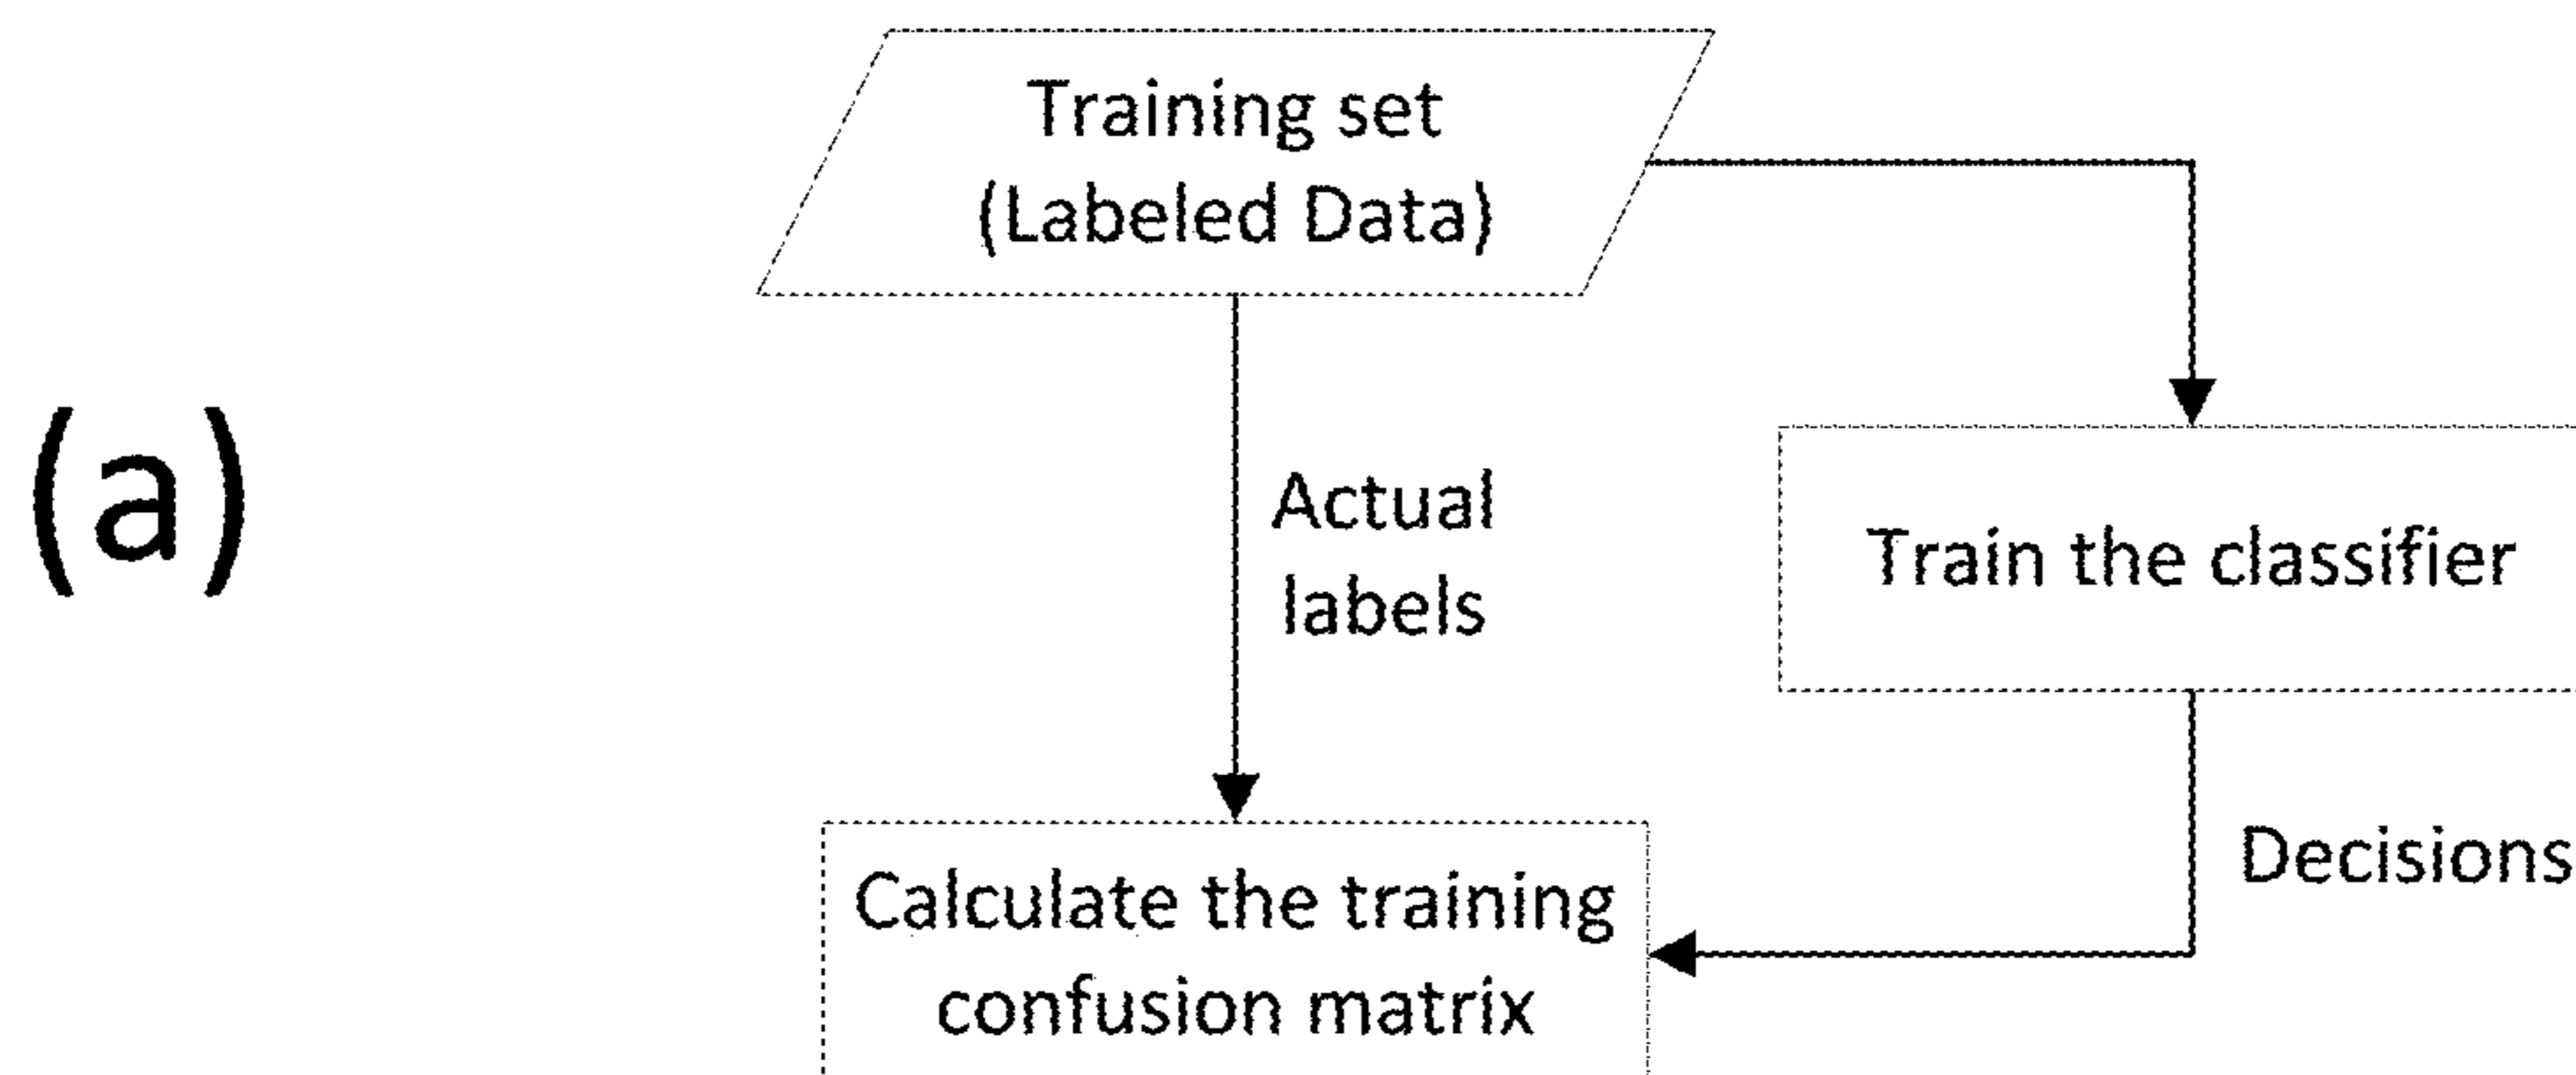 Training set
(Labeled Data)
(a)
Actual
labels
Train the classifier
Decisions
Calculate the training
confusion matrix